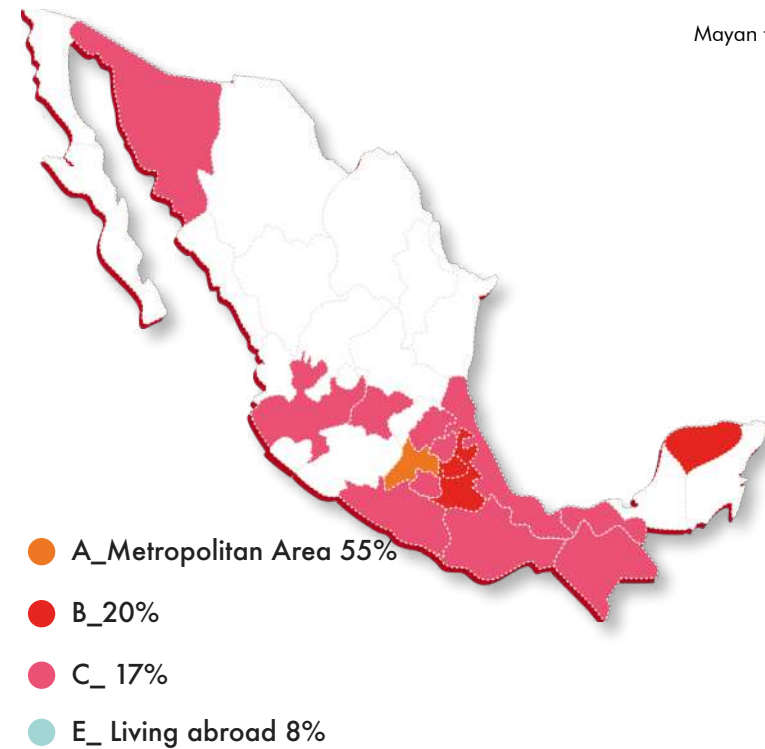 Mayan
A_Metropolitan Area 55%
B_20%
C_ 17%
E_ Living abroad 8%